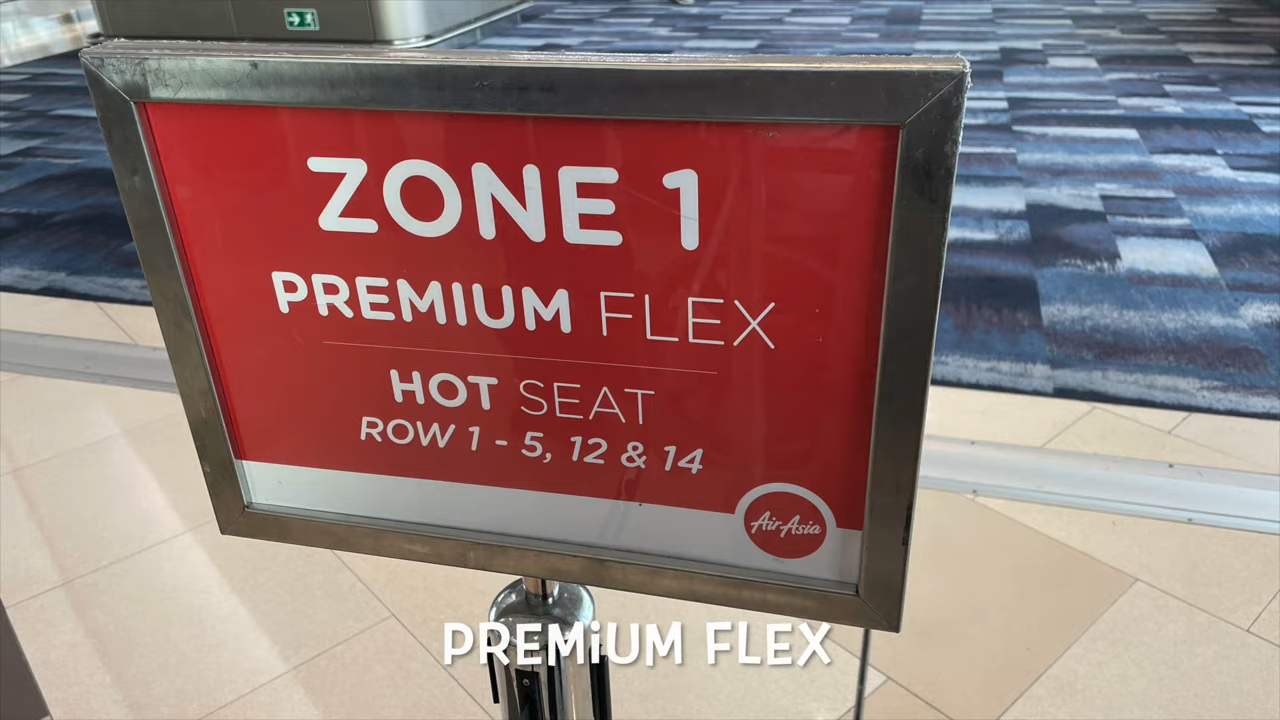 ZONE 1
PREMIUM FLEX
HOT SEAT
ROW 1 - 5, 12 & 14
AirAsia
PREMiUM FLEX